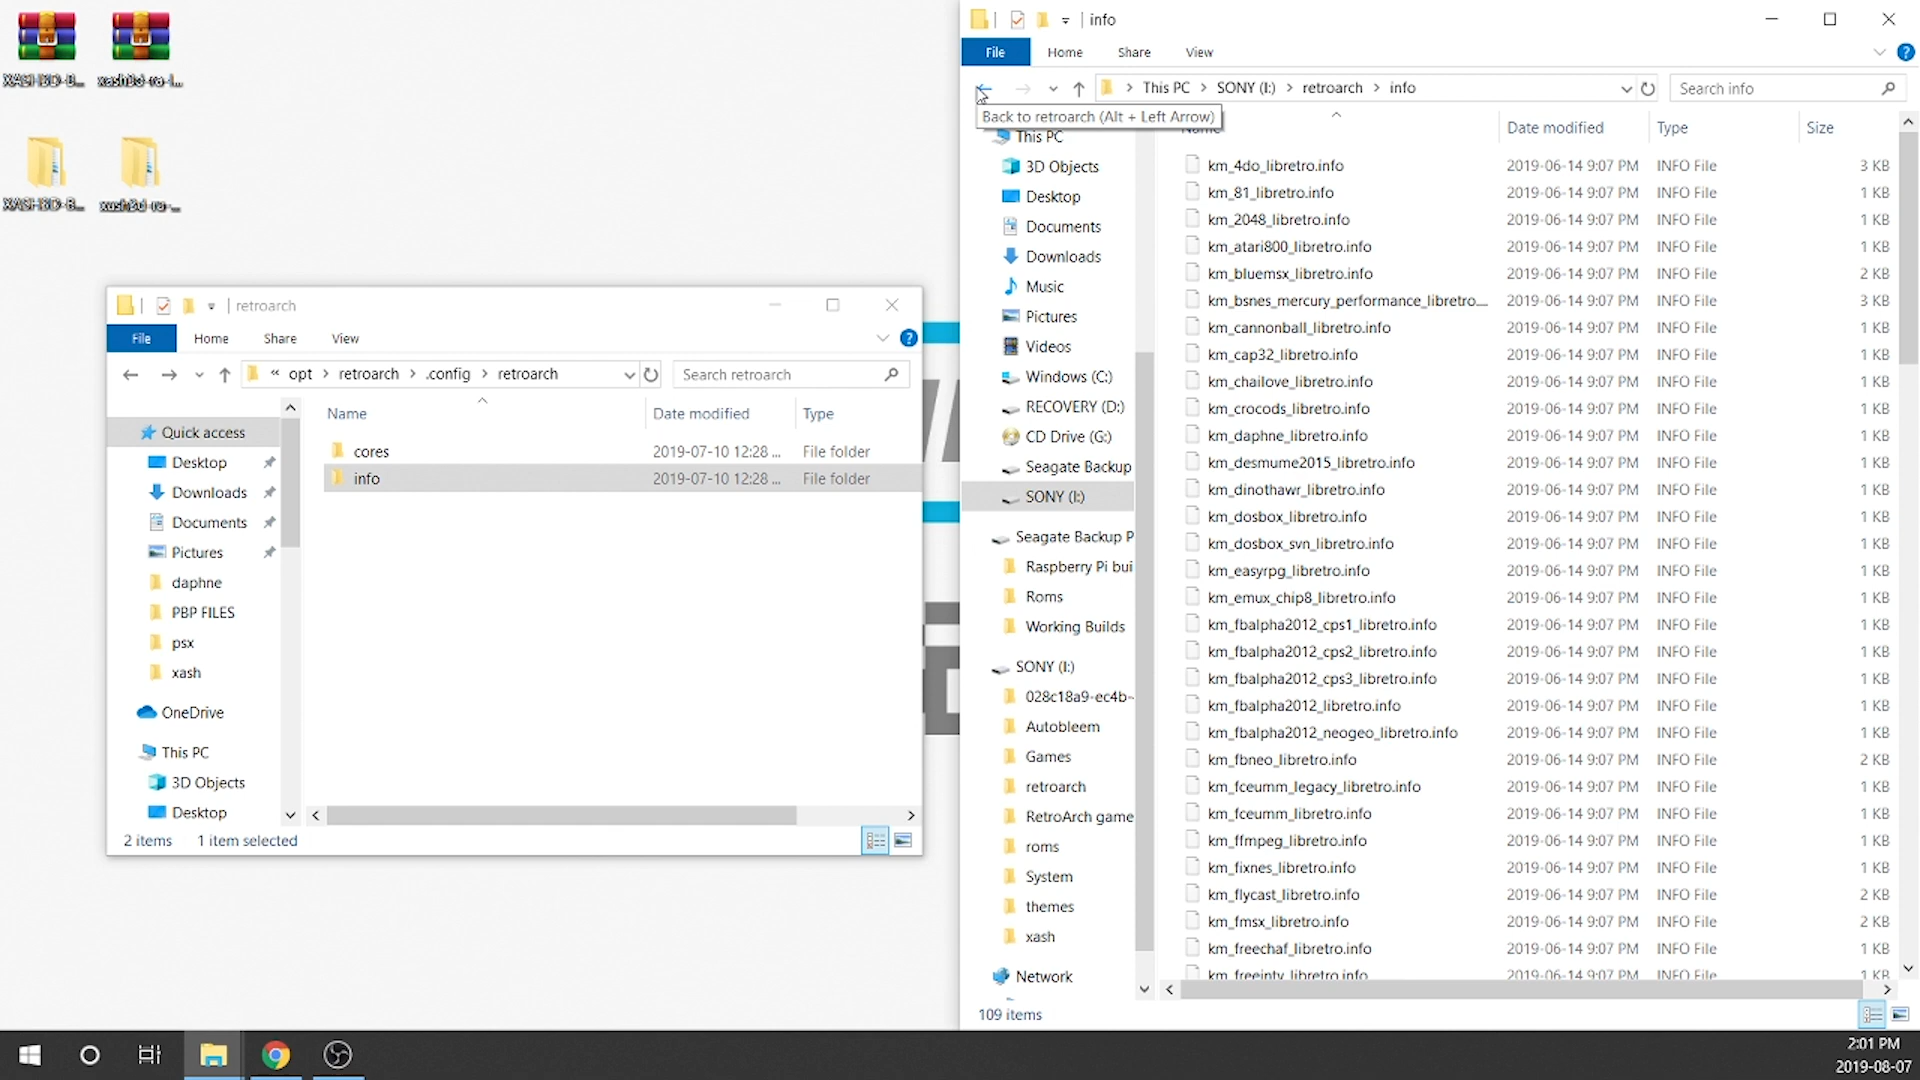 XASH3D-B...
xash3d-ra-l...
XASH3D-B...
xash3d-ra-...
retroarch
File
Home
Share
View
« opt > retroarch > .config > retroarch
Search retroarch
Name
Date modified
Type
Quick access
Desktop
Downloads
Documents
Pictures
daphne
PBP FILES
psx
xash
OneDrive
This PC
3D Objects
Desktop
cores 2019-07-10 12:28 ... File folder
info 2019-07-10 12:28 ... File folder
2 items 1 item selected
info
File
Home
Share
View
This PC > SONY (I:) > retroarch > info
Search info
Back to retroarch (Alt + Left Arrow)
Name
Date modified
Type
Size
This PC
3D Objects
Desktop
Documents
Downloads
Music
Pictures
Videos
Windows (C:)
RECOVERY (D:)
CD Drive (G:)
Seagate Backup
SONY (I:)
Seagate Backup P
Raspberry Pi bui
Roms
Working Builds
SONY (I:)
028c18a9-ec4b-
Autobleem
Games
retroarch
RetroArch game
roms
System
themes
xash
Network
km_4do_libretro.info 2019-06-14 9:07 PM INFO File 3 KB
km_81_libretro.info 2019-06-14 9:07 PM INFO File 1 KB
km_2048_libretro.info 2019-06-14 9:07 PM INFO File 1 KB
km_atari800_libretro.info 2019-06-14 9:07 PM INFO File 1 KB
km_bluemsx_libretro.info 2019-06-14 9:07 PM INFO File 2 KB
km_bsnes_mercury_performance_libretro.... 2019-06-14 9:07 PM INFO File 3 KB
km_cannonball_libretro.info 2019-06-14 9:07 PM INFO File 1 KB
km_cap32_libretro.info 2019-06-14 9:07 PM INFO File 1 KB
km_chailove_libretro.info 2019-06-14 9:07 PM INFO File 1 KB
km_crocods_libretro.info 2019-06-14 9:07 PM INFO File 1 KB
km_daphne_libretro.info 2019-06-14 9:07 PM INFO File 1 KB
km_desmume2015_libretro.info 2019-06-14 9:07 PM INFO File 1 KB
km_dinothawr_libretro.info 2019-06-14 9:07 PM INFO File 1 KB
km_dosbox_libretro.info 2019-06-14 9:07 PM INFO File 1 KB
km_dosbox_svn_libretro.info 2019-06-14 9:07 PM INFO File 1 KB
km_easyrpg_libretro.info 2019-06-14 9:07 PM INFO File 1 KB
km_emux_chip8_libretro.info 2019-06-14 9:07 PM INFO File 1 KB
km_fbalpha2012_cps1_libretro.info 2019-06-14 9:07 PM INFO File 1 KB
km_fbalpha2012_cps2_libretro.info 2019-06-14 9:07 PM INFO File 1 KB
km_fbalpha2012_cps3_libretro.info 2019-06-14 9:07 PM INFO File 1 KB
km_fbalpha2012_libretro.info 2019-06-14 9:07 PM INFO File 1 KB
km_fbalpha2012_neogeo_libretro.info 2019-06-14 9:07 PM INFO File 1 KB
km_fbneo_libretro.info 2019-06-14 9:07 PM INFO File 2 KB
km_fceumm_legacy_libretro.info 2019-06-14 9:07 PM INFO File 1 KB
km_fceumm_libretro.info 2019-06-14 9:07 PM INFO File 1 KB
km_ffmpeg_libretro.info 2019-06-14 9:07 PM INFO File 1 KB
km_fixnes_libretro.info 2019-06-14 9:07 PM INFO File 1 KB
km_flycast_libretro.info 2019-06-14 9:07 PM INFO File 2 KB
km_fmsx_libretro.info 2019-06-14 9:07 PM INFO File 2 KB
km_freechaf_libretro.info 2019-06-14 9:07 PM INFO File 1 KB
km_freeintv_libretro.info 2019-06-14 9:07 PM INFO File 1 KB
109 items
2:01 PM
2019-08-07